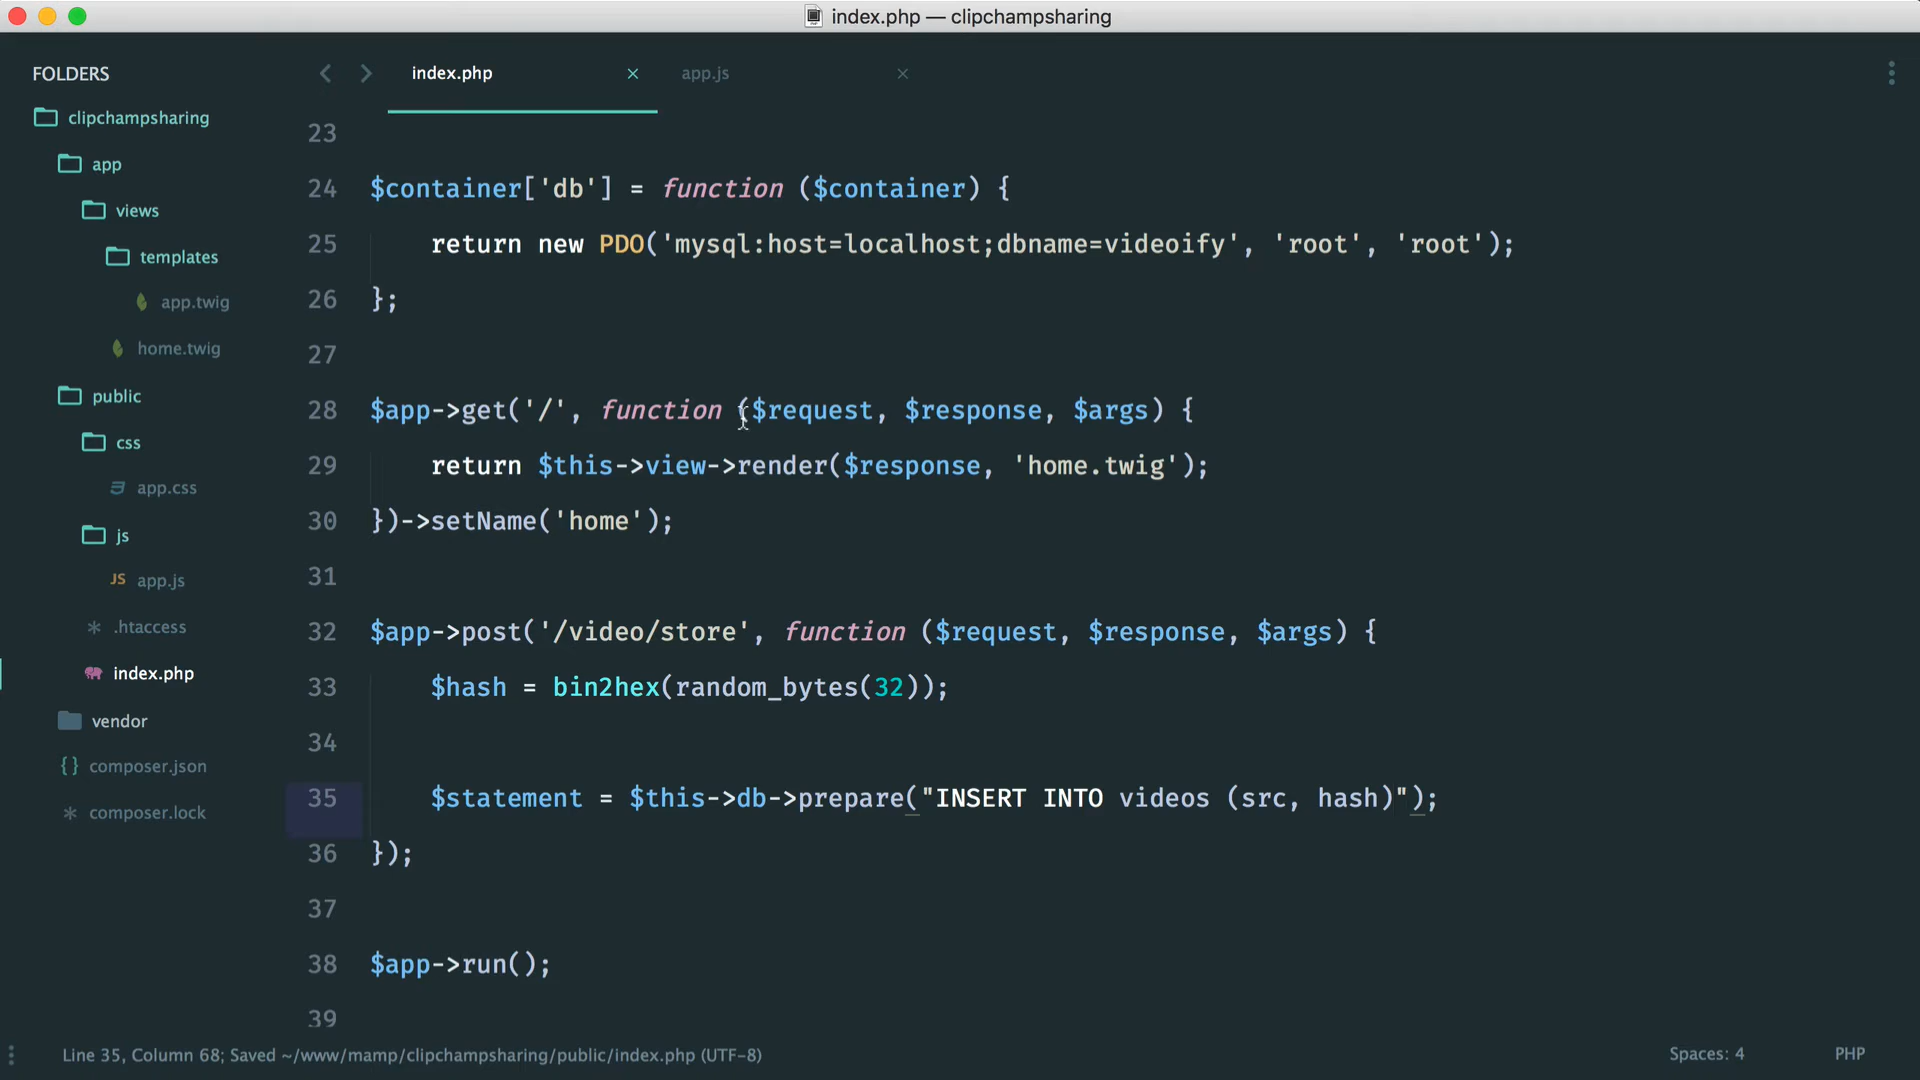 index.php — clipchampsharing
FOLDERS
clipchampsharing
app
views
templates
app.twig
home.twig
public
css
app.css
js
JS app.js
.htaccess
index.php
vendor
{} composer.json
* composer.lock
index.php × app.js ×
23
24 $container['db'] = function ($container) {
25 return new PDO('mysql:host=localhost;dbname=videoify', 'root', 'root');
26 };
27
28 $app->get('/', function ($request, $response, $args) {
29 return $this->view->render($response, 'home.twig');
30 })->setName('home');
31
32 $app->post('/video/store', function ($request, $response, $args) {
33 $hash = bin2hex(random_bytes(32));
34
35 $statement = $this->db->prepare("INSERT INTO videos (src, hash)");
36 });
37
38 $app->run();
39
Line 35, Column 68; Saved ~/www/mamp/clipchampsharing/public/index.php (UTF-8)
Spaces: 4
PHP